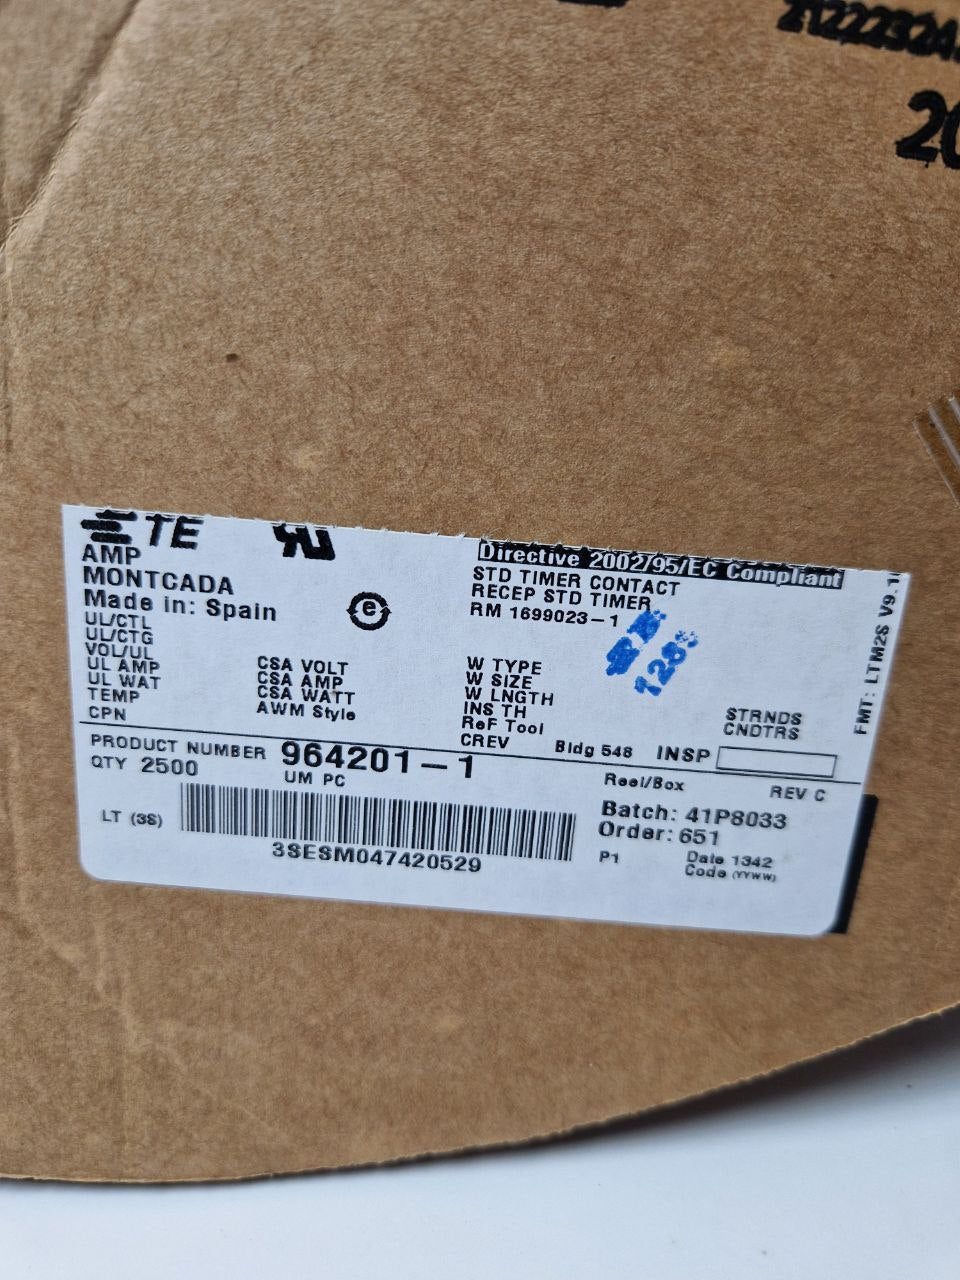 TE
AMP
MONTCADA
Made in: Spain
e
Directive 2002/95/EC Compliant
STD TIMER CONTACT
RECEP STD TIMER
RM 1699023-1
128
UL/CTL
UL/CTG
VOL/UL
UL AMP
UL WAT
TEMP
CPN
CSA VOLT
CSA AMP
CSA WATT
AWM Style
W TYPE
W SIZE
W LNGTH
INS TH
ReF Tool
CREV
Bldg 548
INSP
STRNDS
CNDTRS
FMT: LTM2S V9.1
PRODUCT NUMBER 964201-1
QTY 2500
UM PC
Reel/Box
REV C
LT (3S)
3SESM047420529
Batch: 41P8033
Order: 651
P1
Date 1342
Code (YYWW)